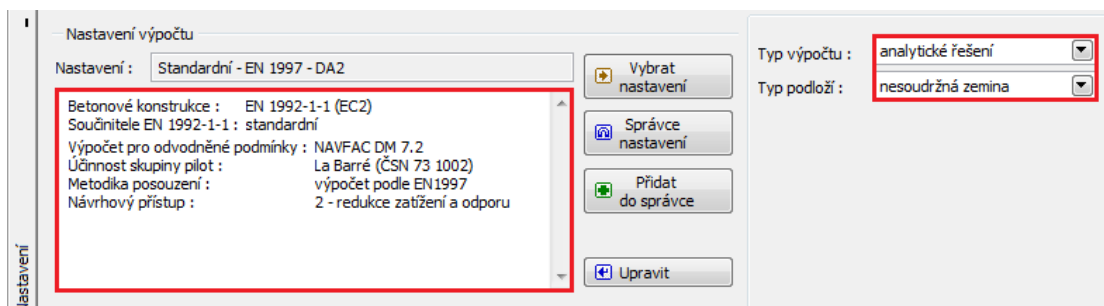 Nastavení výpočtu
Nastavení : Standardní - EN 1997 - DA2
Betonové konstrukce : EN 1992-1-1 (EC2)
Součinitele EN 1992-1-1 : standardní
Výpočet pro odvodněné podmínky : NAVFAC DM 7.2
Účinnost skupiny pilot : La Barré (ČSN 73 1002)
Metodika posouzení : výpočet podle EN1997
Návrhový přístup : 2 - redukce zatížení a odporu
Vybrat
nastavení
Správce
nastavení
Přidat
do správce
Upravit
Typ výpočtu : analytické řešení
Typ podloží : nesoudržná zemina
Nastavení